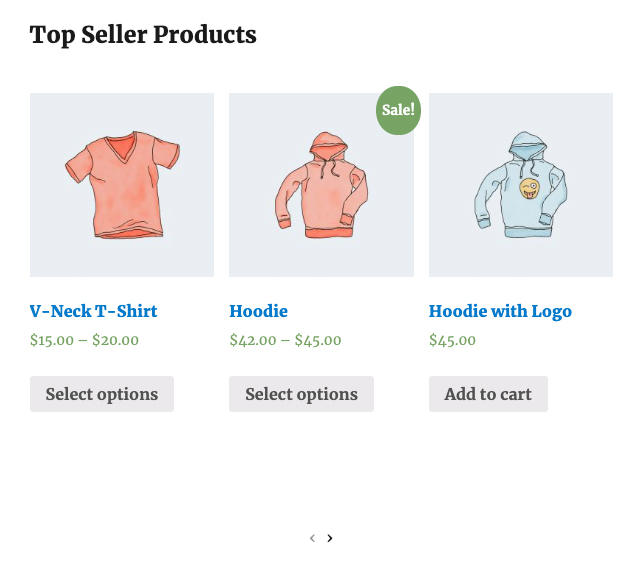 Top Seller Products
Sale!
V-Neck T-Shirt
$15.00 – $20.00
Select options
Hoodie
$42.00 – $45.00
Select options
Hoodie with Logo
$45.00
Add to cart
‹ ›